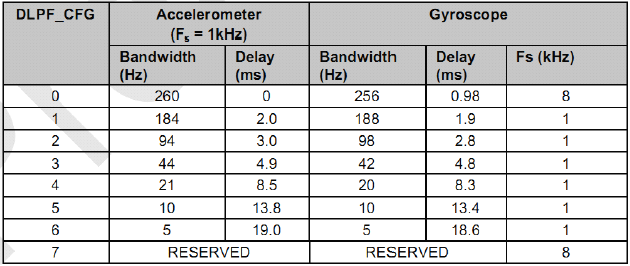 DLPF_CFG Accelerometer (Fs = 1kHz) Gyroscope
Bandwidth (Hz) Delay (ms) Bandwidth (Hz) Delay (ms) Fs (kHz)
0 260 0 256 0.98 8
1 184 2.0 188 1.9 1
2 94 3.0 98 2.8 1
3 44 4.9 42 4.8 1
4 21 8.5 20 8.3 1
5 10 13.8 10 13.4 1
6 5 19.0 5 18.6 1
7 RESERVED RESERVED 8